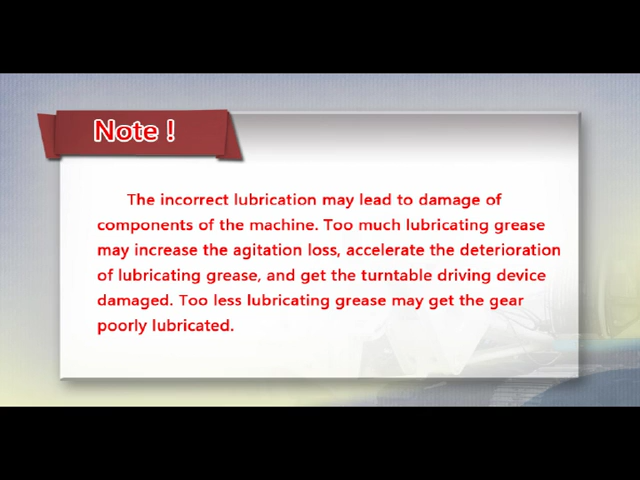 Note !
The incorrect lubrication may lead to damage of
components of the machine. Too much lubricating grease
may increase the agitation loss, accelerate the deterioration
of lubricating grease, and get the turntable driving device
damaged. Too less lubricating grease may get the gear
poorly lubricated.